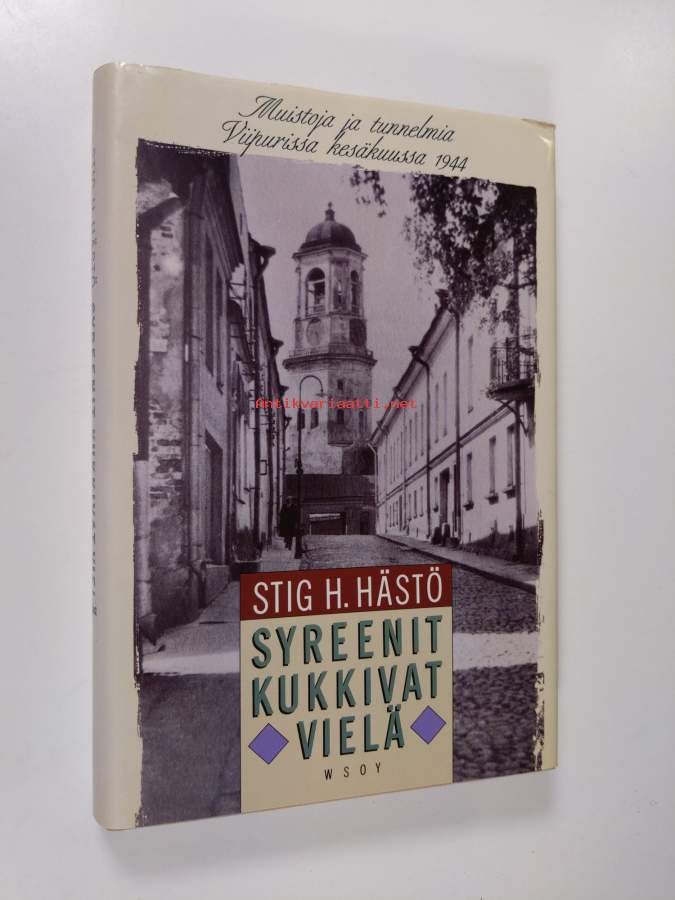 Muistoja ja tunnelmia
Viipurissa kesäkuussa 1944
Antikvariaatti.net
STIG H. HÄSTÖ
SYREENIT
KUKKIVAT
VIELÄ
WSOY